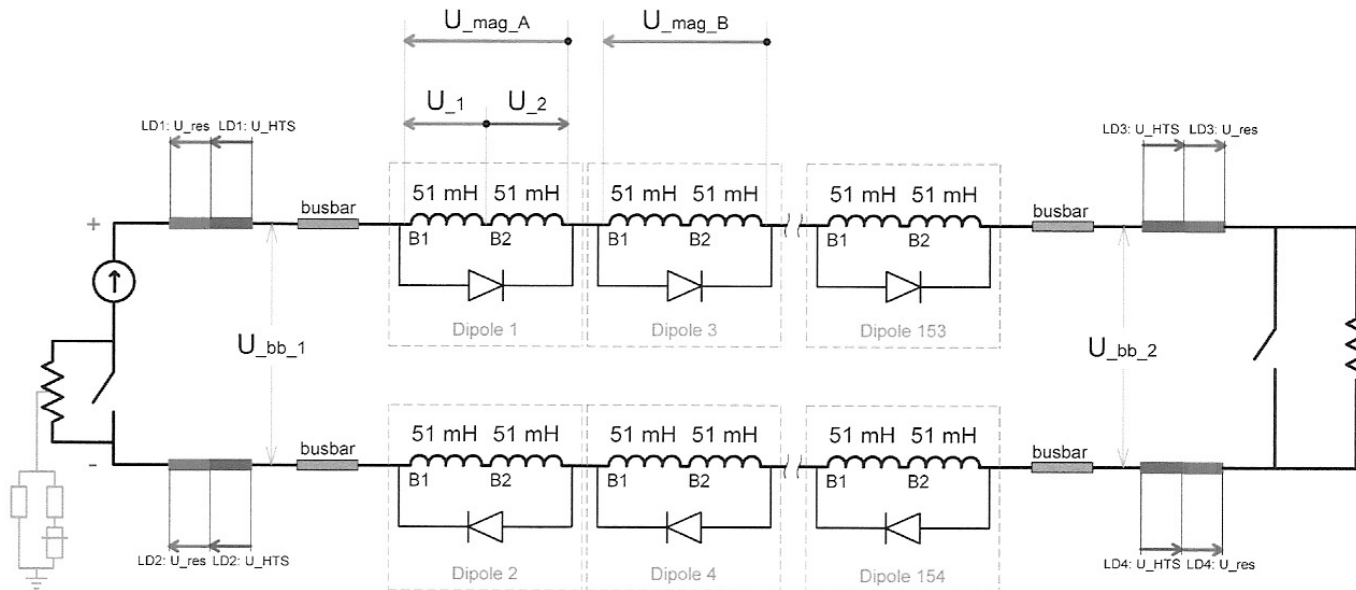 U_mag_A U_mag_B
U_1 U_2
LD1: U_res LD1: U_HTS LD3: U_HTS LD3: U_res
51 mH 51 mH 51 mH 51 mH 51 mH 51 mH
busbar busbar
+
B1 B2 B1 B2 B1 B2
Dipole 1 Dipole 3 Dipole 153
U_bb_1 U_bb_2
51 mH 51 mH 51 mH 51 mH 51 mH 51 mH
busbar busbar
-
B1 B2 B1 B2 B1 B2
LD2: U_res LD2: U_HTS LD4: U_HTS LD4: U_res
Dipole 2 Dipole 4 Dipole 154